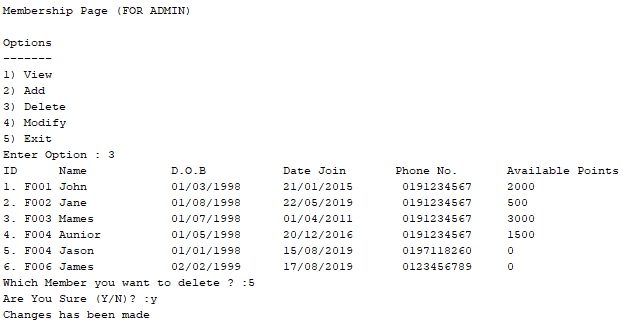 Membership Page (FOR ADMIN)
Options
-------
1) View
2) Add
3) Delete
4) Modify
5) Exit
Enter Option : 3
ID Name D.O.B Date Join Phone No. Available Points
1. F001 John 01/03/1998 21/01/2015 0191234567 2000
2. F002 Jane 01/08/1998 22/05/2019 0191234567 500
3. F003 Mames 01/07/1998 01/04/2011 0191234567 3000
4. F004 Aunior 01/05/1998 20/12/2016 0191234567 1500
5. F004 Jason 01/01/1998 15/08/2019 0197118260 0
6. F006 James 02/02/1999 17/08/2019 0123456789 0
Which Member you want to delete ? :5
Are You Sure (Y/N)? :y
Changes has been made